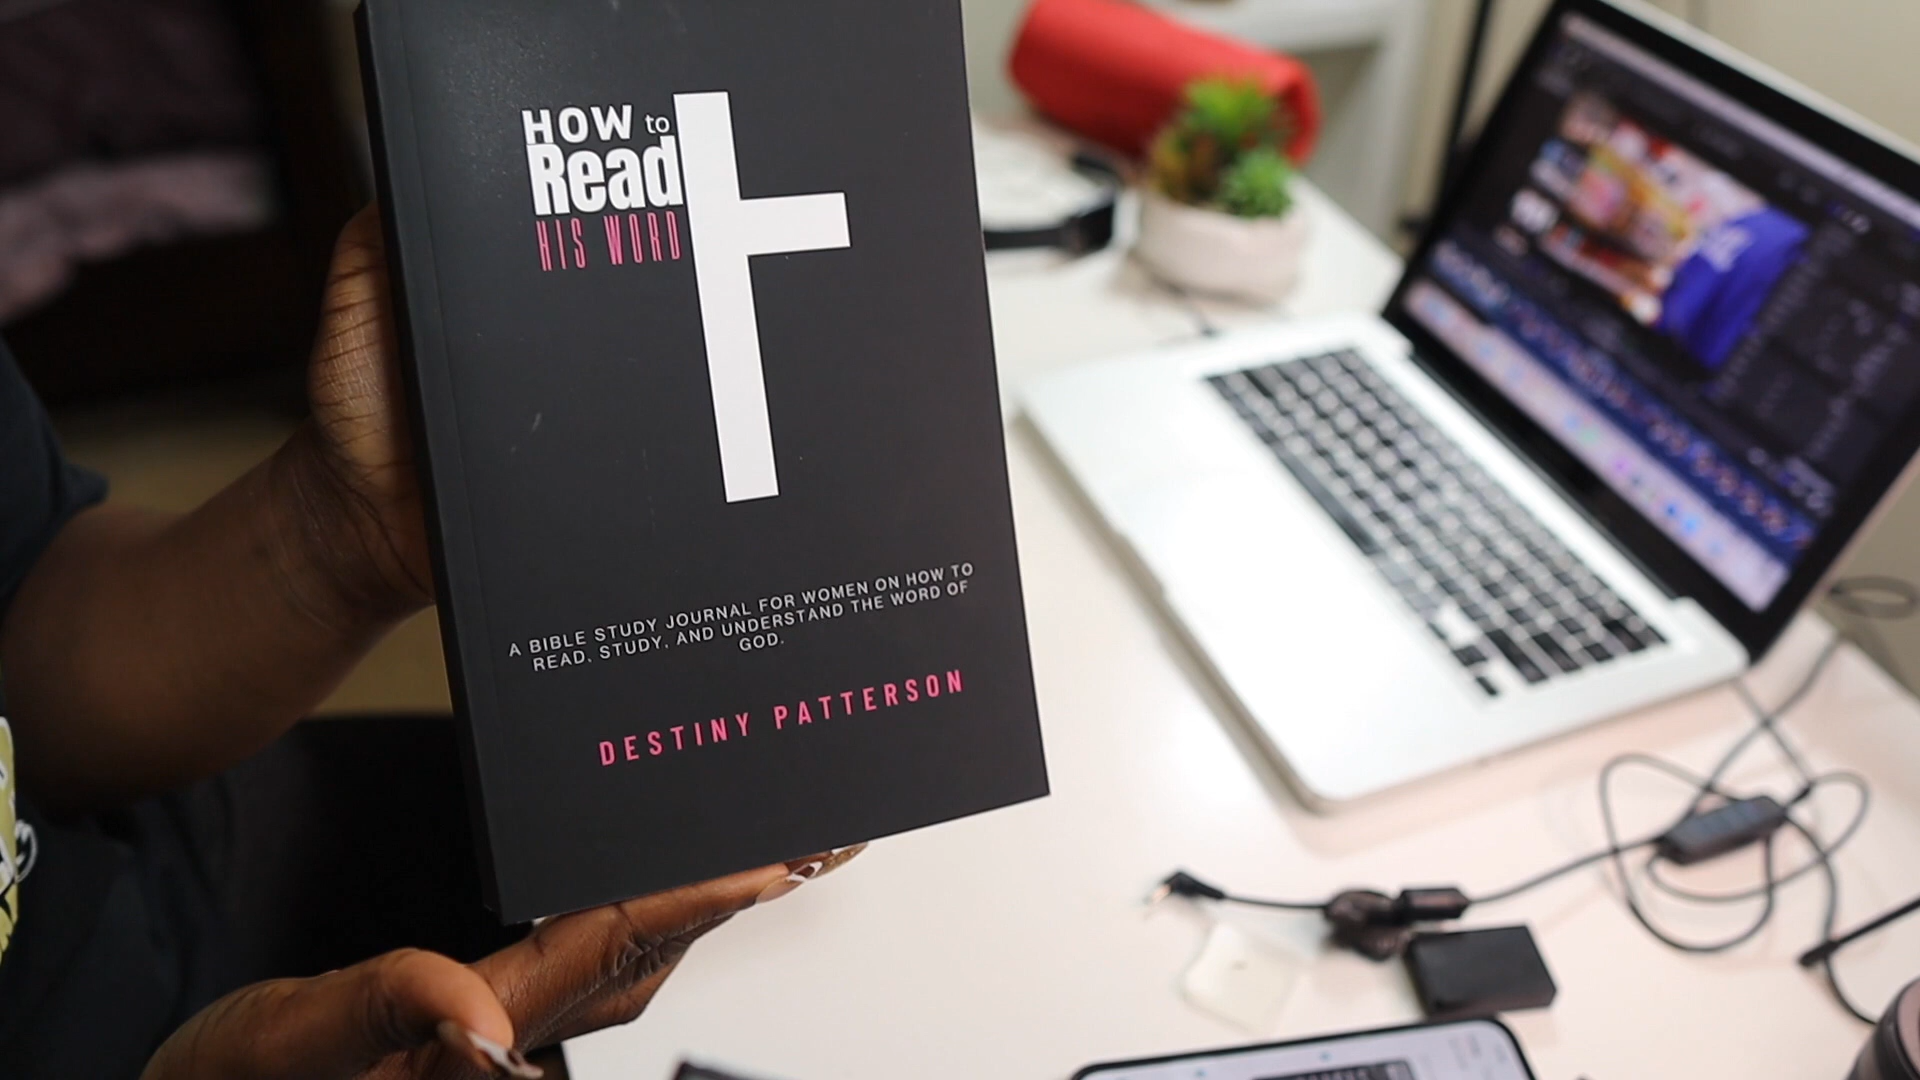 HOW to
Read
HIS WORD
A BIBLE STUDY JOURNAL FOR WOMEN ON HOW TO
READ, STUDY, AND UNDERSTAND THE WORD OF
GOD.
DESTINY PATTERSON